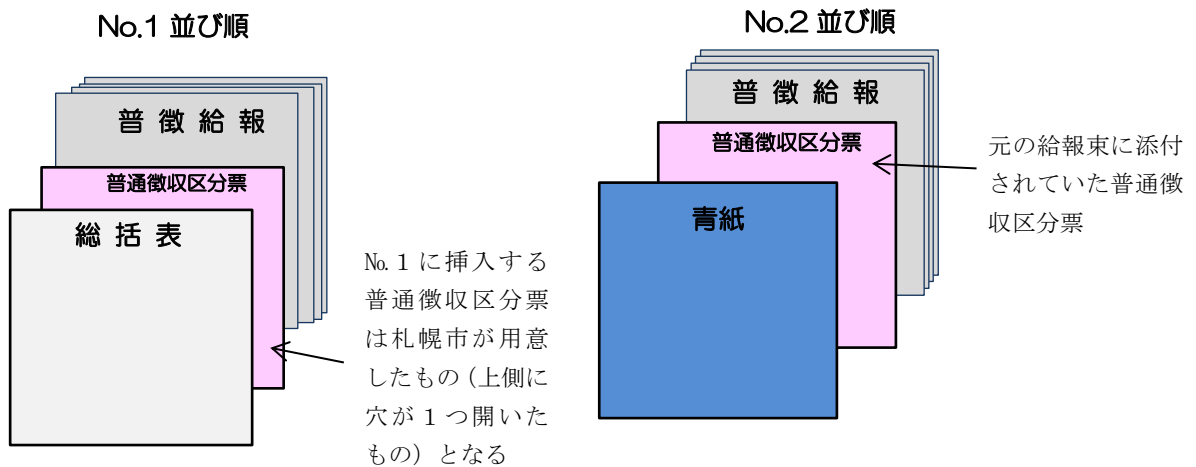 No.1 並び順
普 徴 給 報
普通徴収区分票
総 括 表
№１に挿入する
普通徴収区分票
は札幌市が用意
したもの（上側に
穴が１つ開いた
もの）となる
No.2 並び順
普 徴 給 報
普通徴収区分票
青紙
元の給報束に添付
されていた普通徴
収区分票